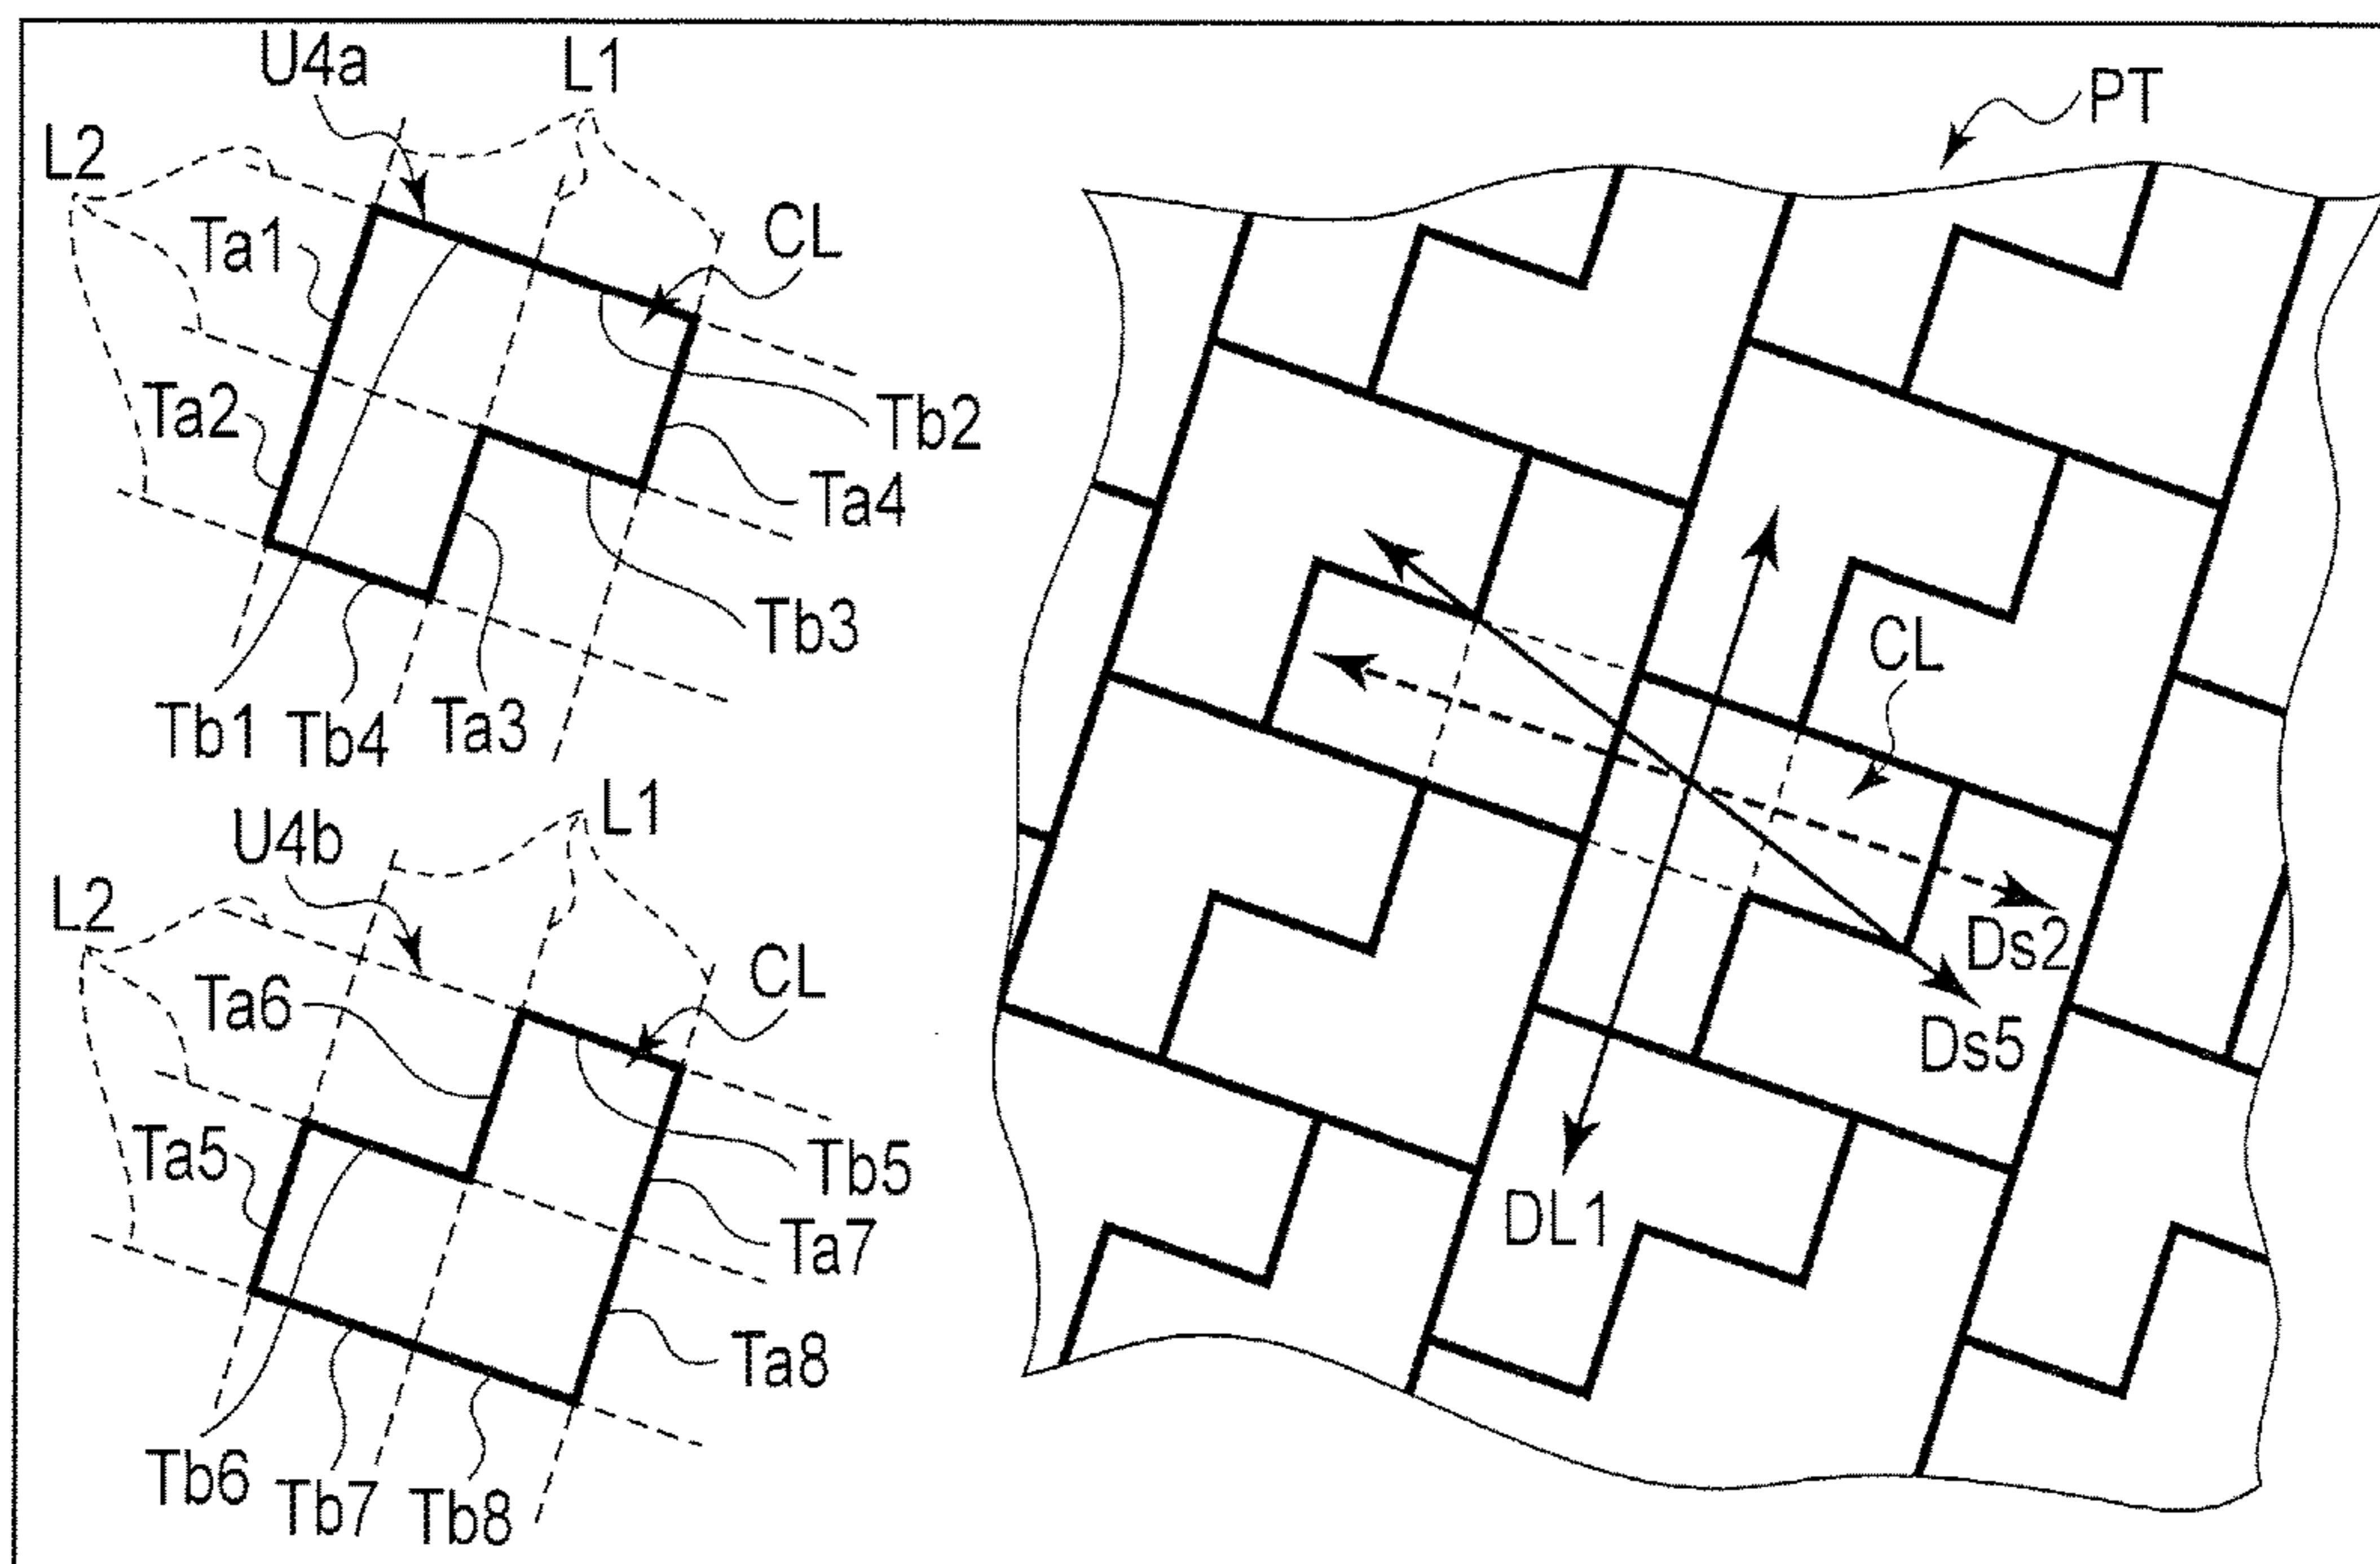 U4a
L1
PT
L2
Ta1
CL
Ta2
Tb2
Ta4
Tb3
CL
Tb1
Tb4
Ta3
U4b
L1
L2
Ta6
CL
Ds2
Ds5
Ta5
Tb5
DL1
Ta7
Ta8
Tb6
Tb7
Tb8